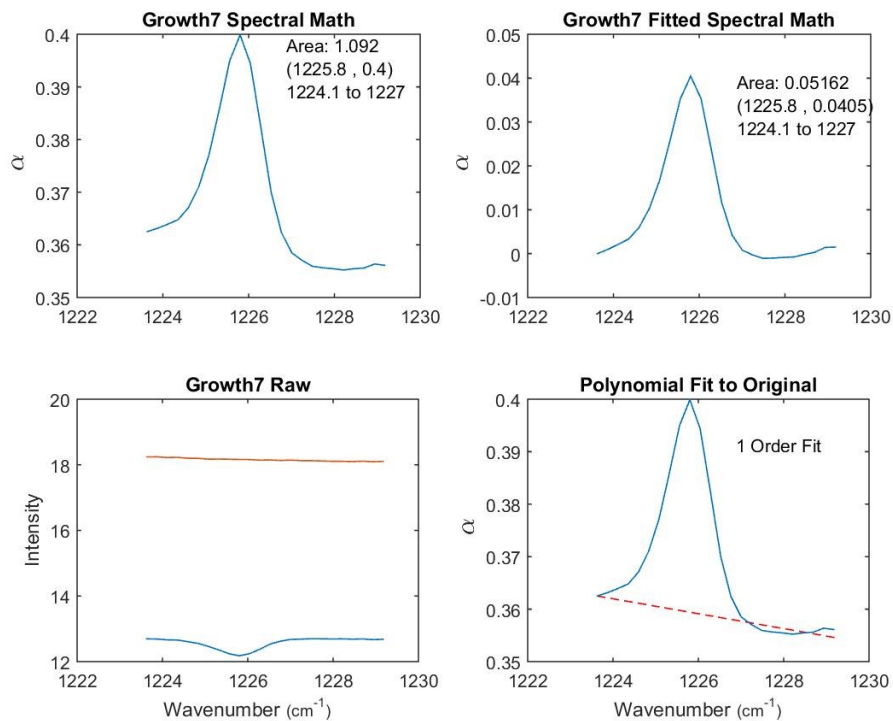 Growth7 Spectral Math
0.4
0.39
0.38
0.37
0.36
0.35
α
Area: 1.092
(1225.8 , 0.4)
1224.1 to 1227
1222 1224 1226 1228 1230
Growth7 Fitted Spectral Math
0.05
0.04
0.03
0.02
0.01
0
-0.01
α
Area: 0.05162
(1225.8 , 0.0405)
1224.1 to 1227
1222 1224 1226 1228 1230
Growth7 Raw
20
18
16
14
12
Intensity
1222 1224 1226 1228 1230
Wavenumber (cm⁻¹)
Polynomial Fit to Original
0.4
0.39
0.38
0.37
0.36
0.35
α
1 Order Fit
1222 1224 1226 1228 1230
Wavenumber (cm⁻¹)